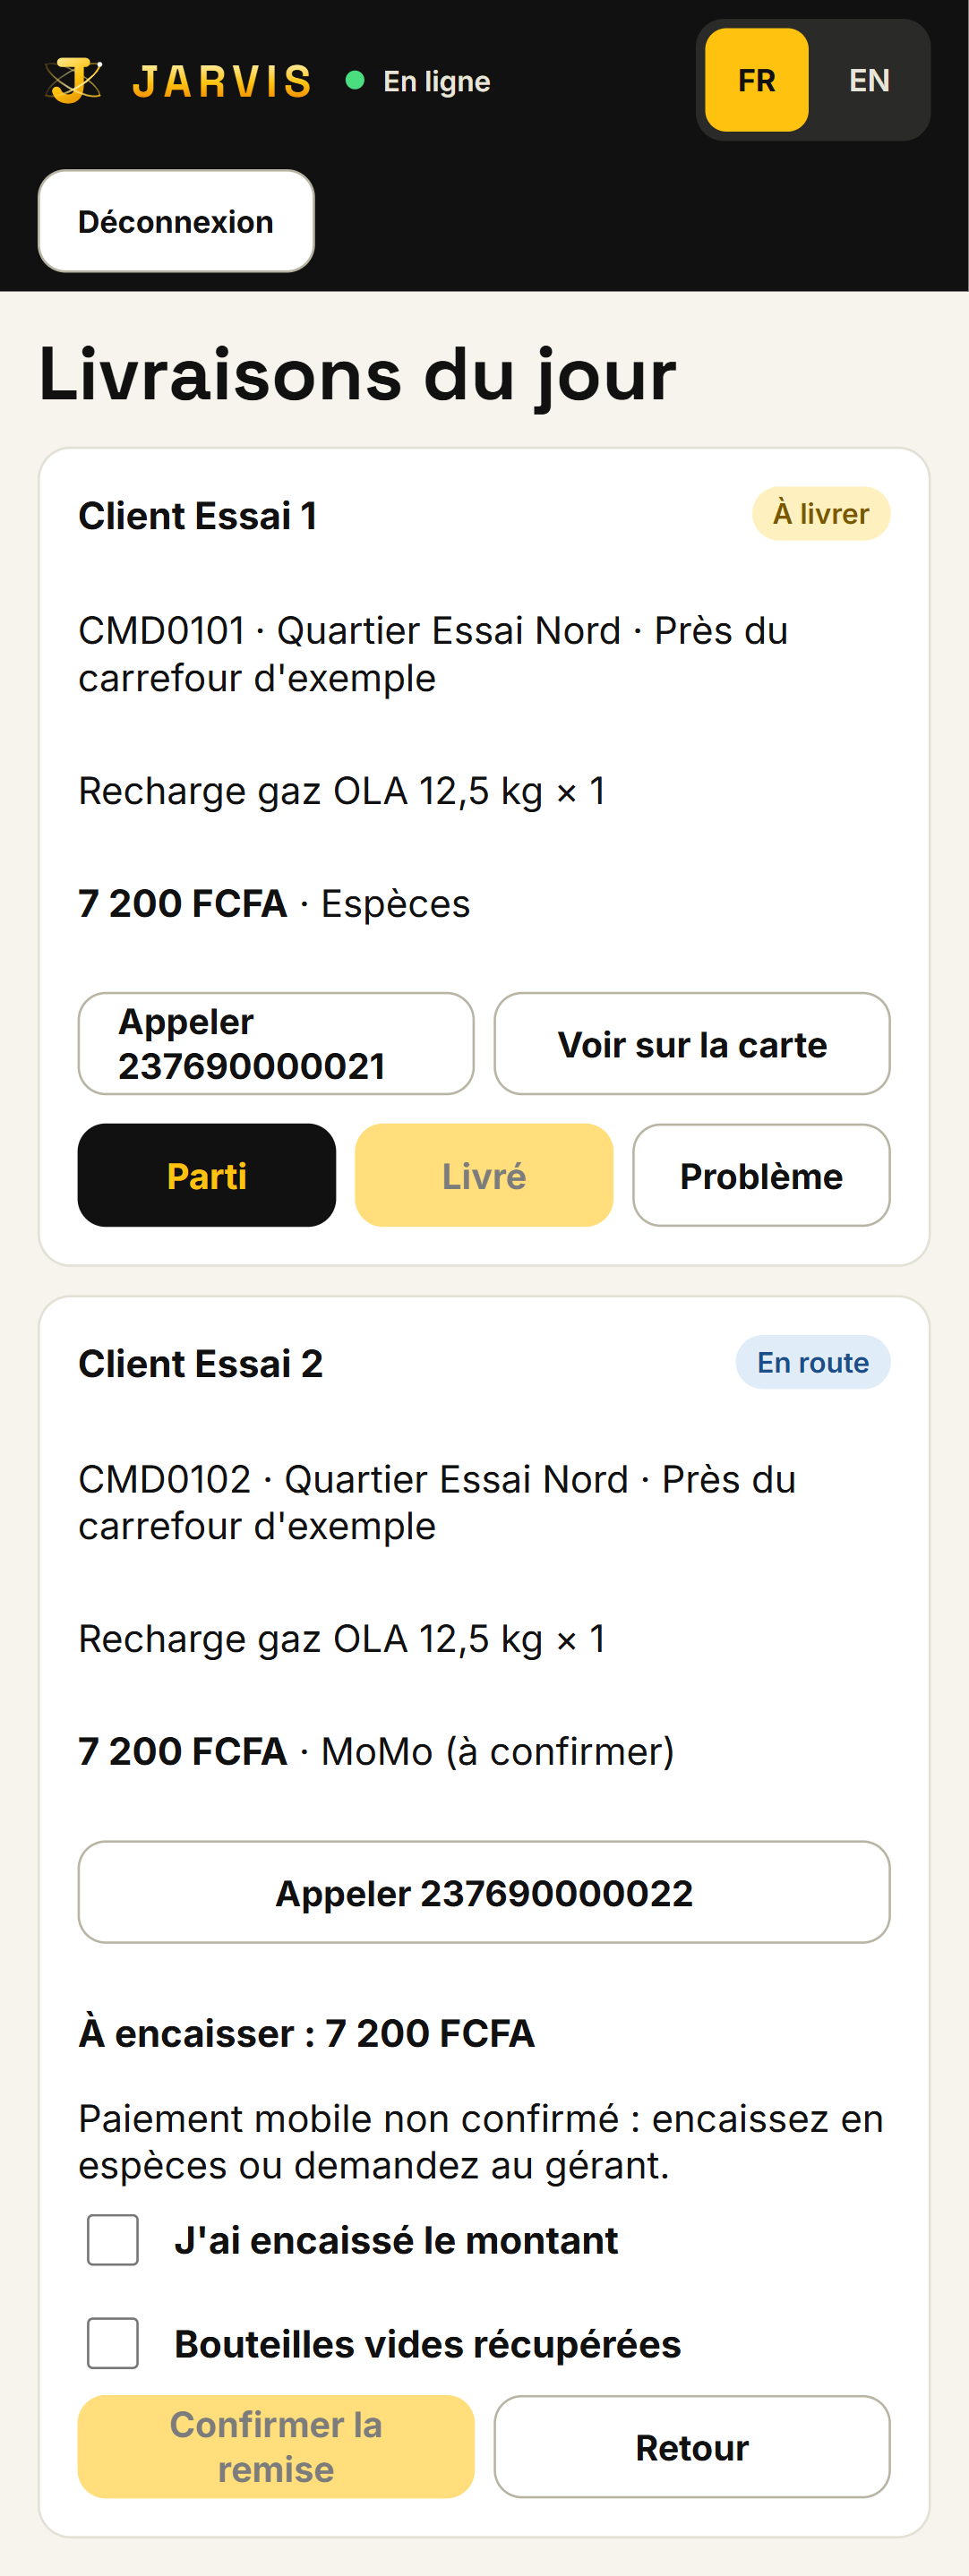 JARVIS
En ligne
FR
EN
Déconnexion
Livraisons du jour
Client Essai 1
À livrer
CMD0101 · Quartier Essai Nord · Près du
carrefour d'exemple
Recharge gaz OLA 12,5 kg × 1
7 200 FCFA · Espèces
Appeler
237690000021
Voir sur la carte
Parti
Livré
Problème
Client Essai 2
En route
CMD0102 · Quartier Essai Nord · Près du
carrefour d'exemple
Recharge gaz OLA 12,5 kg × 1
7 200 FCFA · MoMo (à confirmer)
Appeler 237690000022
À encaisser : 7 200 FCFA
Paiement mobile non confirmé : encaissez en
espèces ou demandez au gérant.
J'ai encaissé le montant
Bouteilles vides récupérées
Confirmer la
remise
Retour